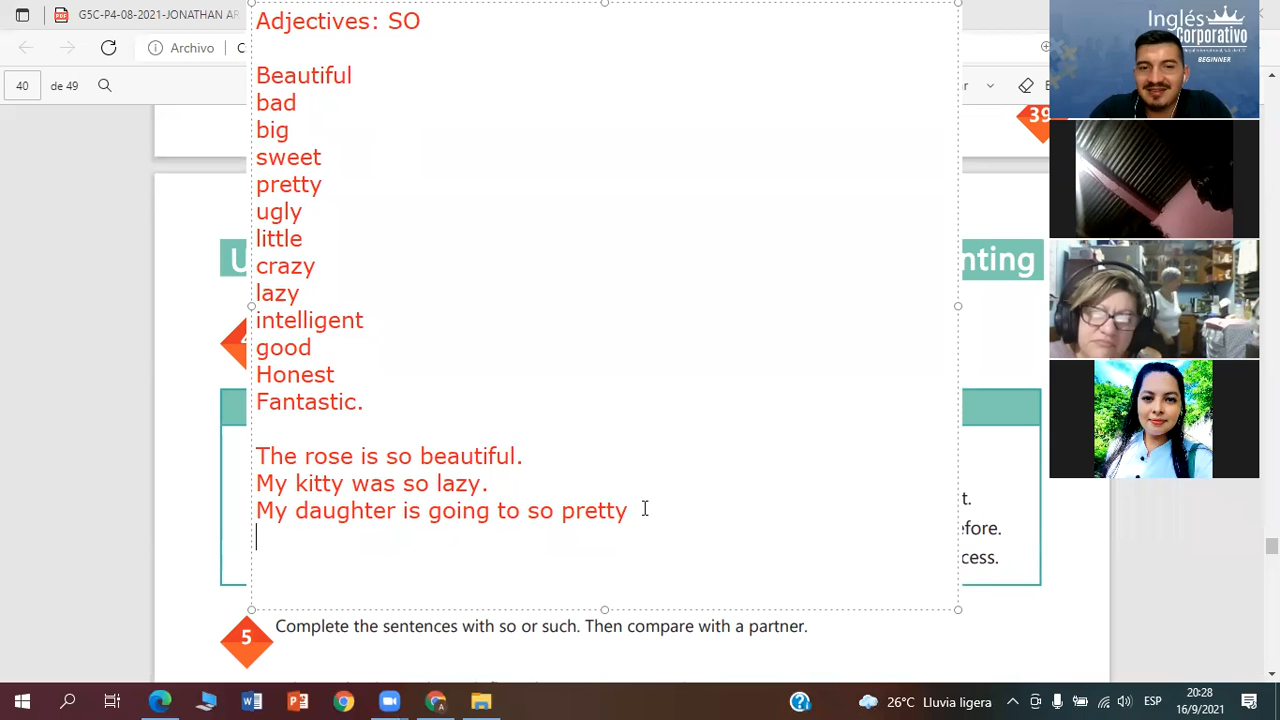 G5C-P4-08-2021-JONATHAN AR
Archivo
C
40
de 49
39
Adjectives: SO
Beautiful
bad
big
sweet
pretty
ugly
little
crazy
lazy
intelligent
good
Honest
Fantastic.
The rose is so beautiful.
My kitty was so lazy.
My daughter is going to so pretty
U
nting
t.
efore.
cess.
5
Complete the sentences with so or such. Then compare with a partner.
Inglés
Corporativo
BEGINNER
26°C Lluvia ligera
ESP
20:28
16/9/2021